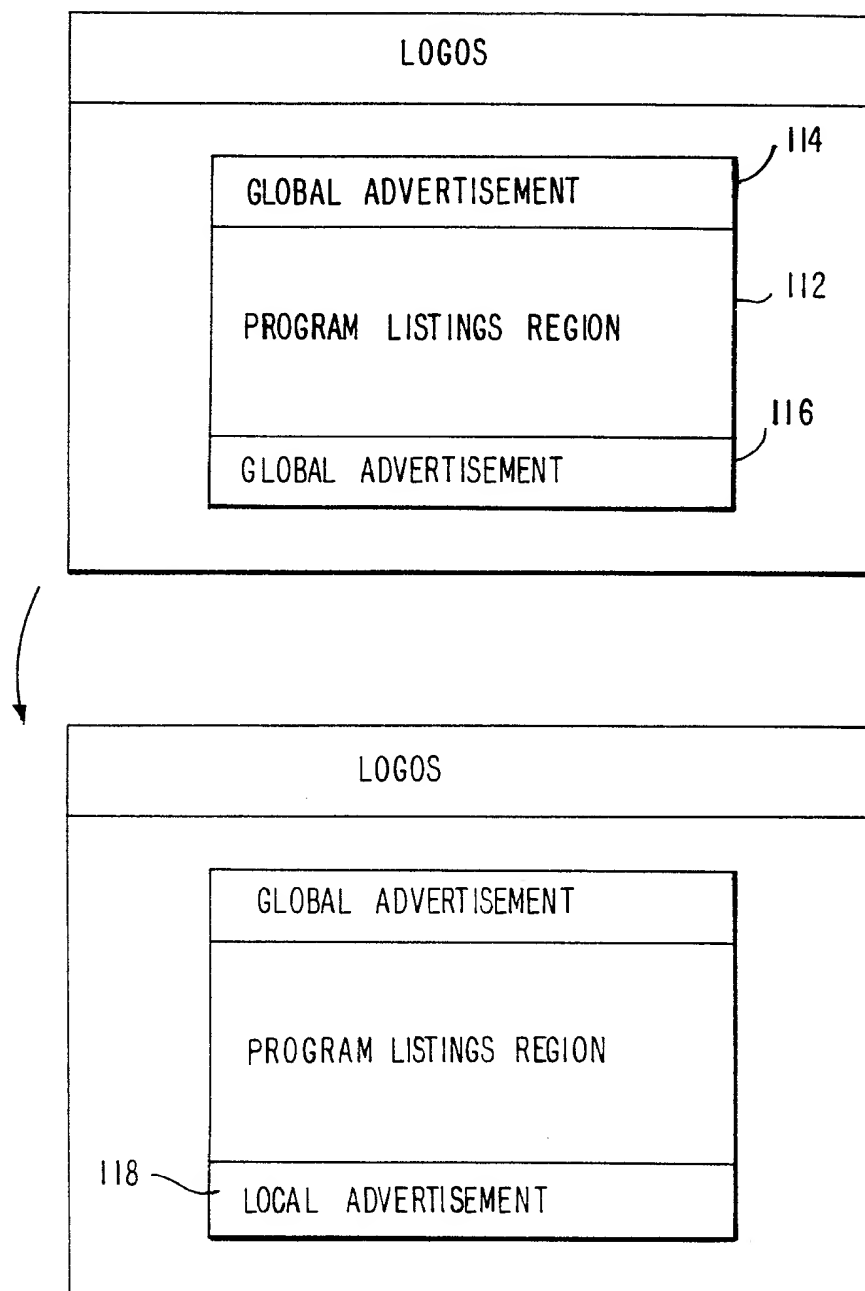 LOGOS
114
GLOBAL ADVERTISEMENT
112
PROGRAM LISTINGS REGION
116
GLOBAL ADVERTISEMENT
LOGOS
GLOBAL ADVERTISEMENT
PROGRAM LISTINGS REGION
118
LOCAL ADVERTISEMENT